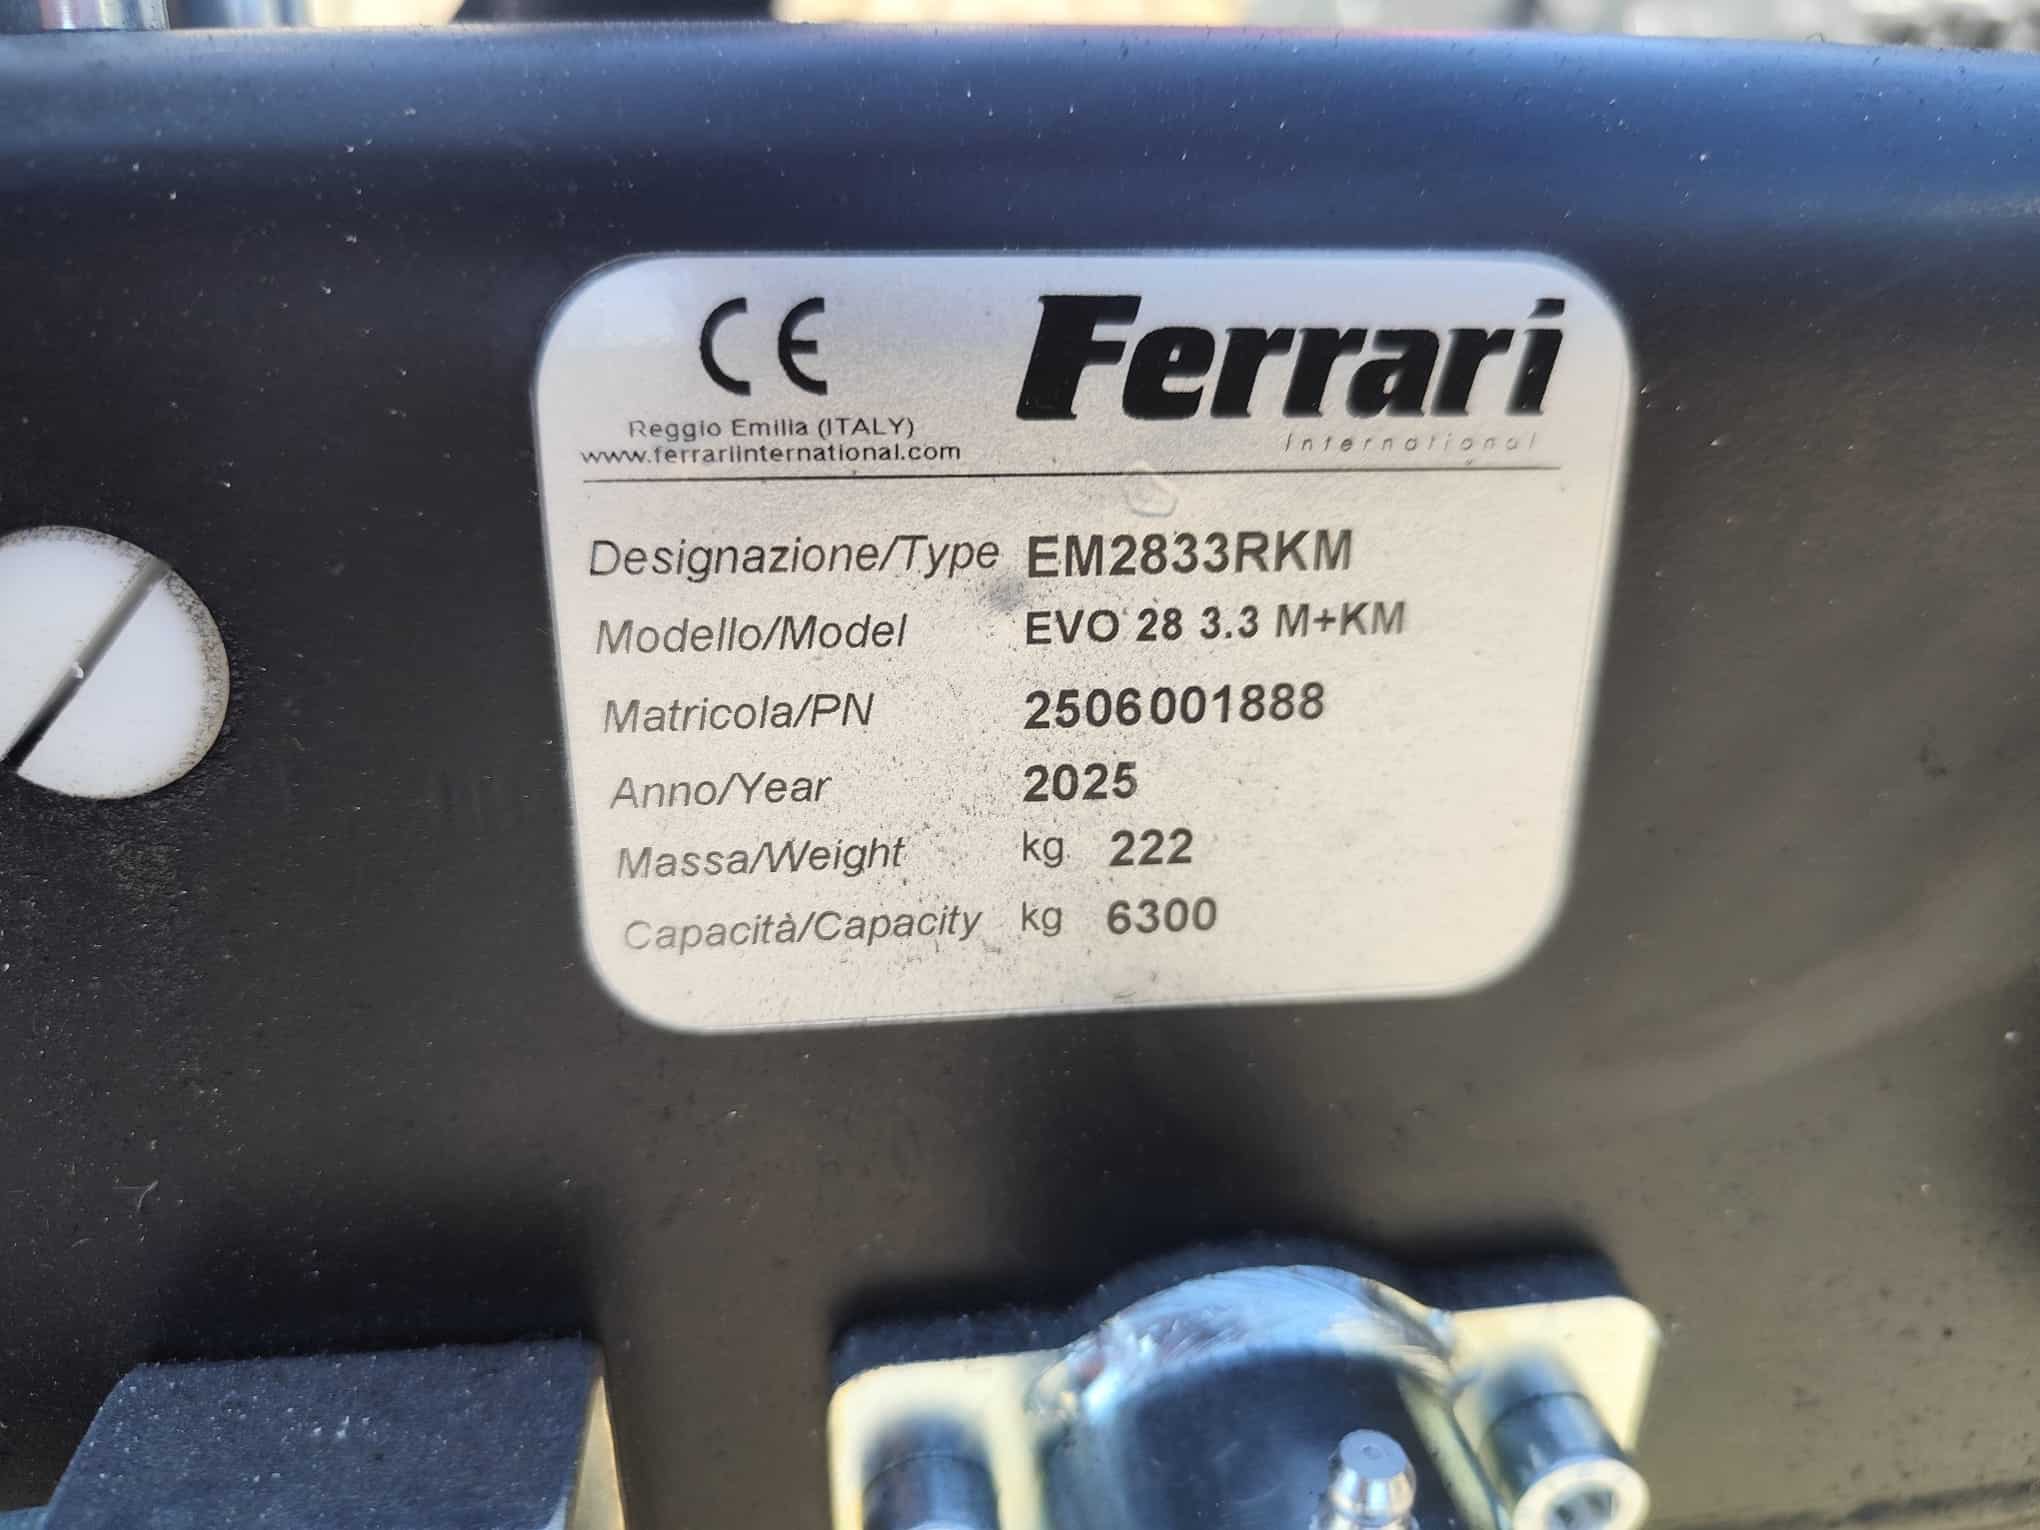 CE
Ferrari
International
Reggio Emilia (ITALY)
www.ferrariinternational.com
Designazione/Type EM2833RKM
Modello/Model EVO 28 3.3 M+KM
Matricola/PN 2506001888
Anno/Year 2025
Massa/Weight kg 222
Capacità/Capacity kg 6300